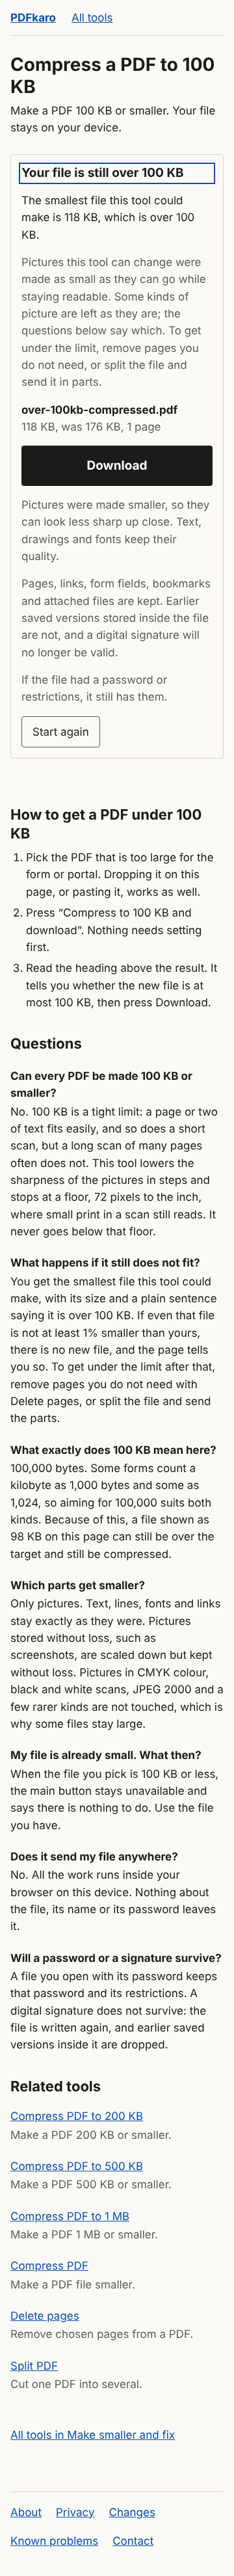 PDFkaro All tools
Compress a PDF to 100
KB
Make a PDF 100 KB or smaller. Your file
stays on your device.
Your file is still over 100 KB
The smallest file this tool could
make is 118 KB, which is over 100
KB.
Pictures this tool can change were
made as small as they can go while
staying readable. Some kinds of
picture are left as they are; the
questions below say which. To get
under the limit, remove pages you
do not need, or split the file and
send it in parts.
over-100kb-compressed.pdf
118 KB, was 176 KB, 1 page
Download
Pictures were made smaller, so they
can look less sharp up close. Text,
drawings and fonts keep their
quality.
Pages, links, form fields, bookmarks
and attached files are kept. Earlier
saved versions stored inside the file
are not, and a digital signature will
no longer be valid.
If the file had a password or
restrictions, it still has them.
Start again
How to get a PDF under 100
KB
1. Pick the PDF that is too large for the
form or portal. Dropping it on this
page, or pasting it, works as well.
2. Press “Compress to 100 KB and
download”. Nothing needs setting
first.
3. Read the heading above the result. It
tells you whether the new file is at
most 100 KB, then press Download.
Questions
Can every PDF be made 100 KB or
smaller?
No. 100 KB is a tight limit: a page or two
of text fits easily, and so does a short
scan, but a long scan of many pages
often does not. This tool lowers the
sharpness of the pictures in steps and
stops at a floor, 72 pixels to the inch,
where small print in a scan still reads. It
never goes below that floor.
What happens if it still does not fit?
You get the smallest file this tool could
make, with its size and a plain sentence
saying it is over 100 KB. If even that file
is not at least 1% smaller than yours,
there is no new file, and the page tells
you so. To get under the limit after that,
remove pages you do not need with
Delete pages, or split the file and send
the parts.
What exactly does 100 KB mean here?
100,000 bytes. Some forms count a
kilobyte as 1,000 bytes and some as
1,024, so aiming for 100,000 suits both
kinds. Because of this, a file shown as
98 KB on this page can still be over the
target and still be compressed.
Which parts get smaller?
Only pictures. Text, lines, fonts and links
stay exactly as they were. Pictures
stored without loss, such as
screenshots, are scaled down but kept
without loss. Pictures in CMYK colour,
black and white scans, JPEG 2000 and a
few rarer kinds are not touched, which is
why some files stay large.
My file is already small. What then?
When the file you pick is 100 KB or less,
the main button stays unavailable and
says there is nothing to do. Use the file
you have.
Does it send my file anywhere?
No. All the work runs inside your
browser on this device. Nothing about
the file, its name or its password leaves
it.
Will a password or a signature survive?
A file you open with its password keeps
that password and its restrictions. A
digital signature does not survive: the
file is written again, and earlier saved
versions inside it are dropped.
Related tools
Compress PDF to 200 KB
Make a PDF 200 KB or smaller.
Compress PDF to 500 KB
Make a PDF 500 KB or smaller.
Compress PDF to 1 MB
Make a PDF 1 MB or smaller.
Compress PDF
Make a PDF file smaller.
Delete pages
Remove chosen pages from a PDF.
Split PDF
Cut one PDF into several.
All tools in Make smaller and fix
About Privacy Changes
Known problems Contact